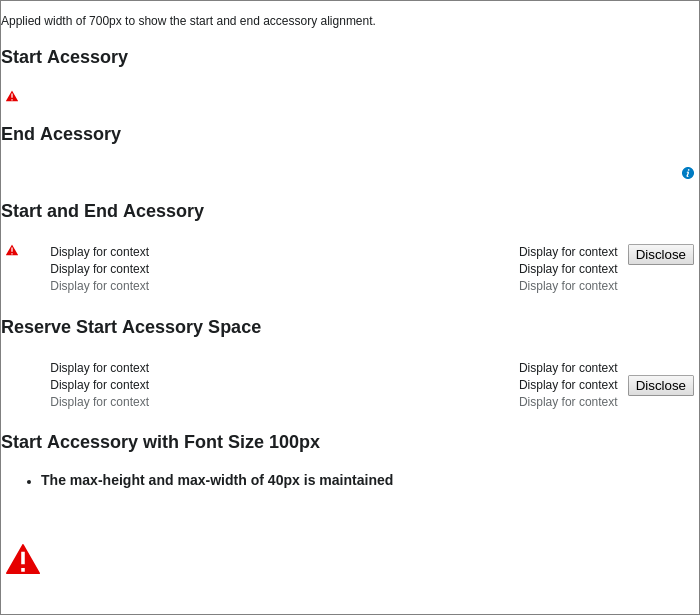 Applied width of 700px to show the start and end accessory alignment.
Start Acessory
End Acessory
Start and End Acessory
Display for context Display for context Disclose
Display for context Display for context
Display for context Display for context
Reserve Start Acessory Space
Display for context Display for context
Display for context Display for context Disclose
Display for context Display for context
Start Accessory with Font Size 100px
• The max-height and max-width of 40px is maintained